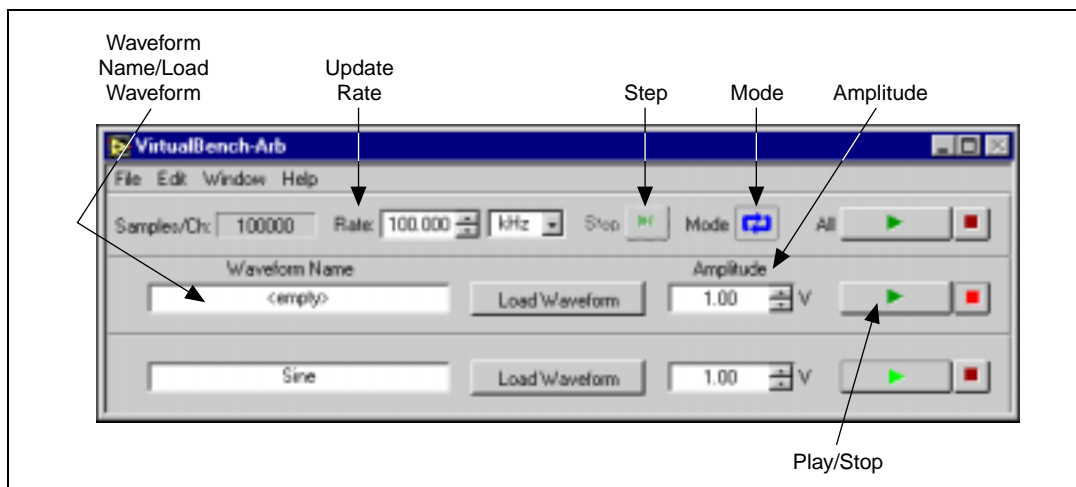 Waveform
Name/Load
Waveform
Update
Rate
Step
Mode
Amplitude
VirtualBench-Arb
File Edit Window Help
Samples/Ch: 100000 Rate: 100.000 kHz Step Mode All
Waveform Name Amplitude
<empty> Load Waveform 1.00 V
Sine Load Waveform 1.00 V
Play/Stop